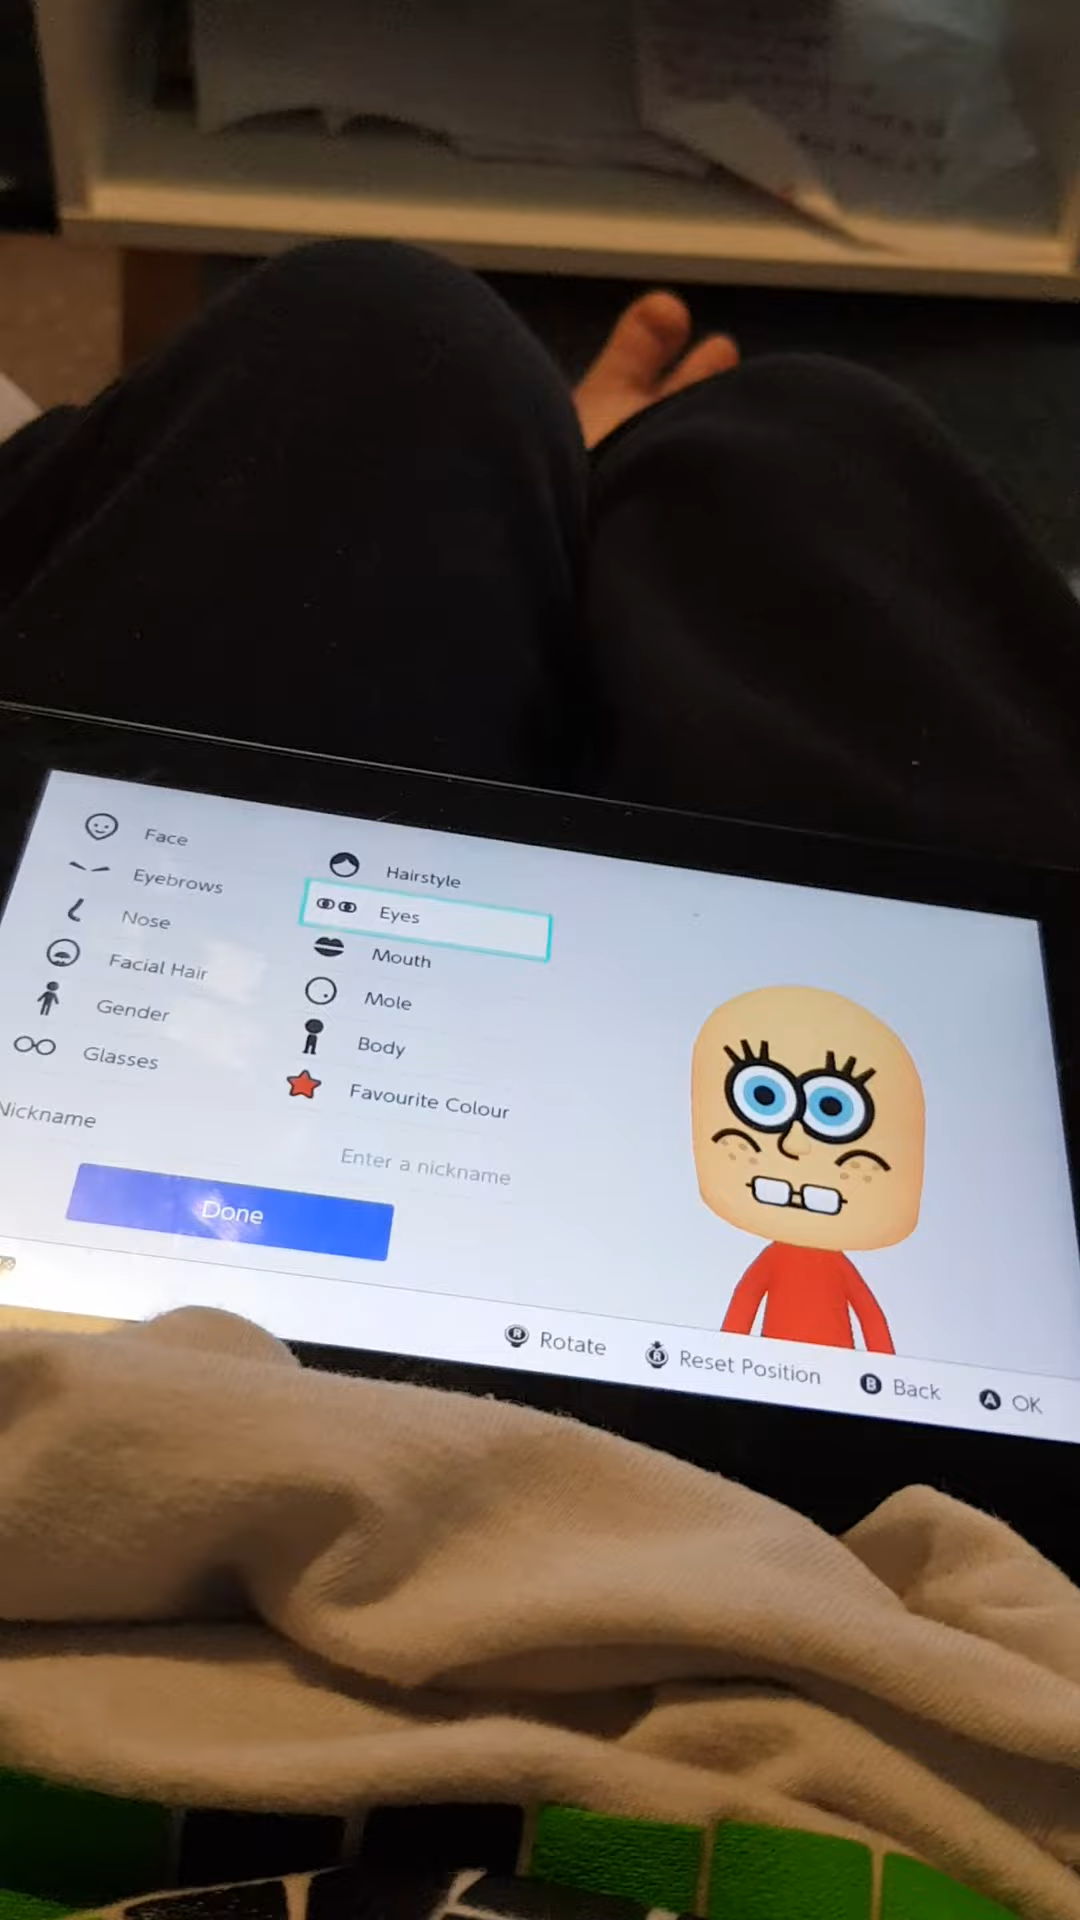 Face
Hairstyle
Eyebrows
Eyes
Nose
Mouth
Facial Hair
Mole
Gender
Body
Glasses
Favourite Colour
Nickname
Enter a nickname
Done
R Rotate
R Reset Position
B Back
A OK